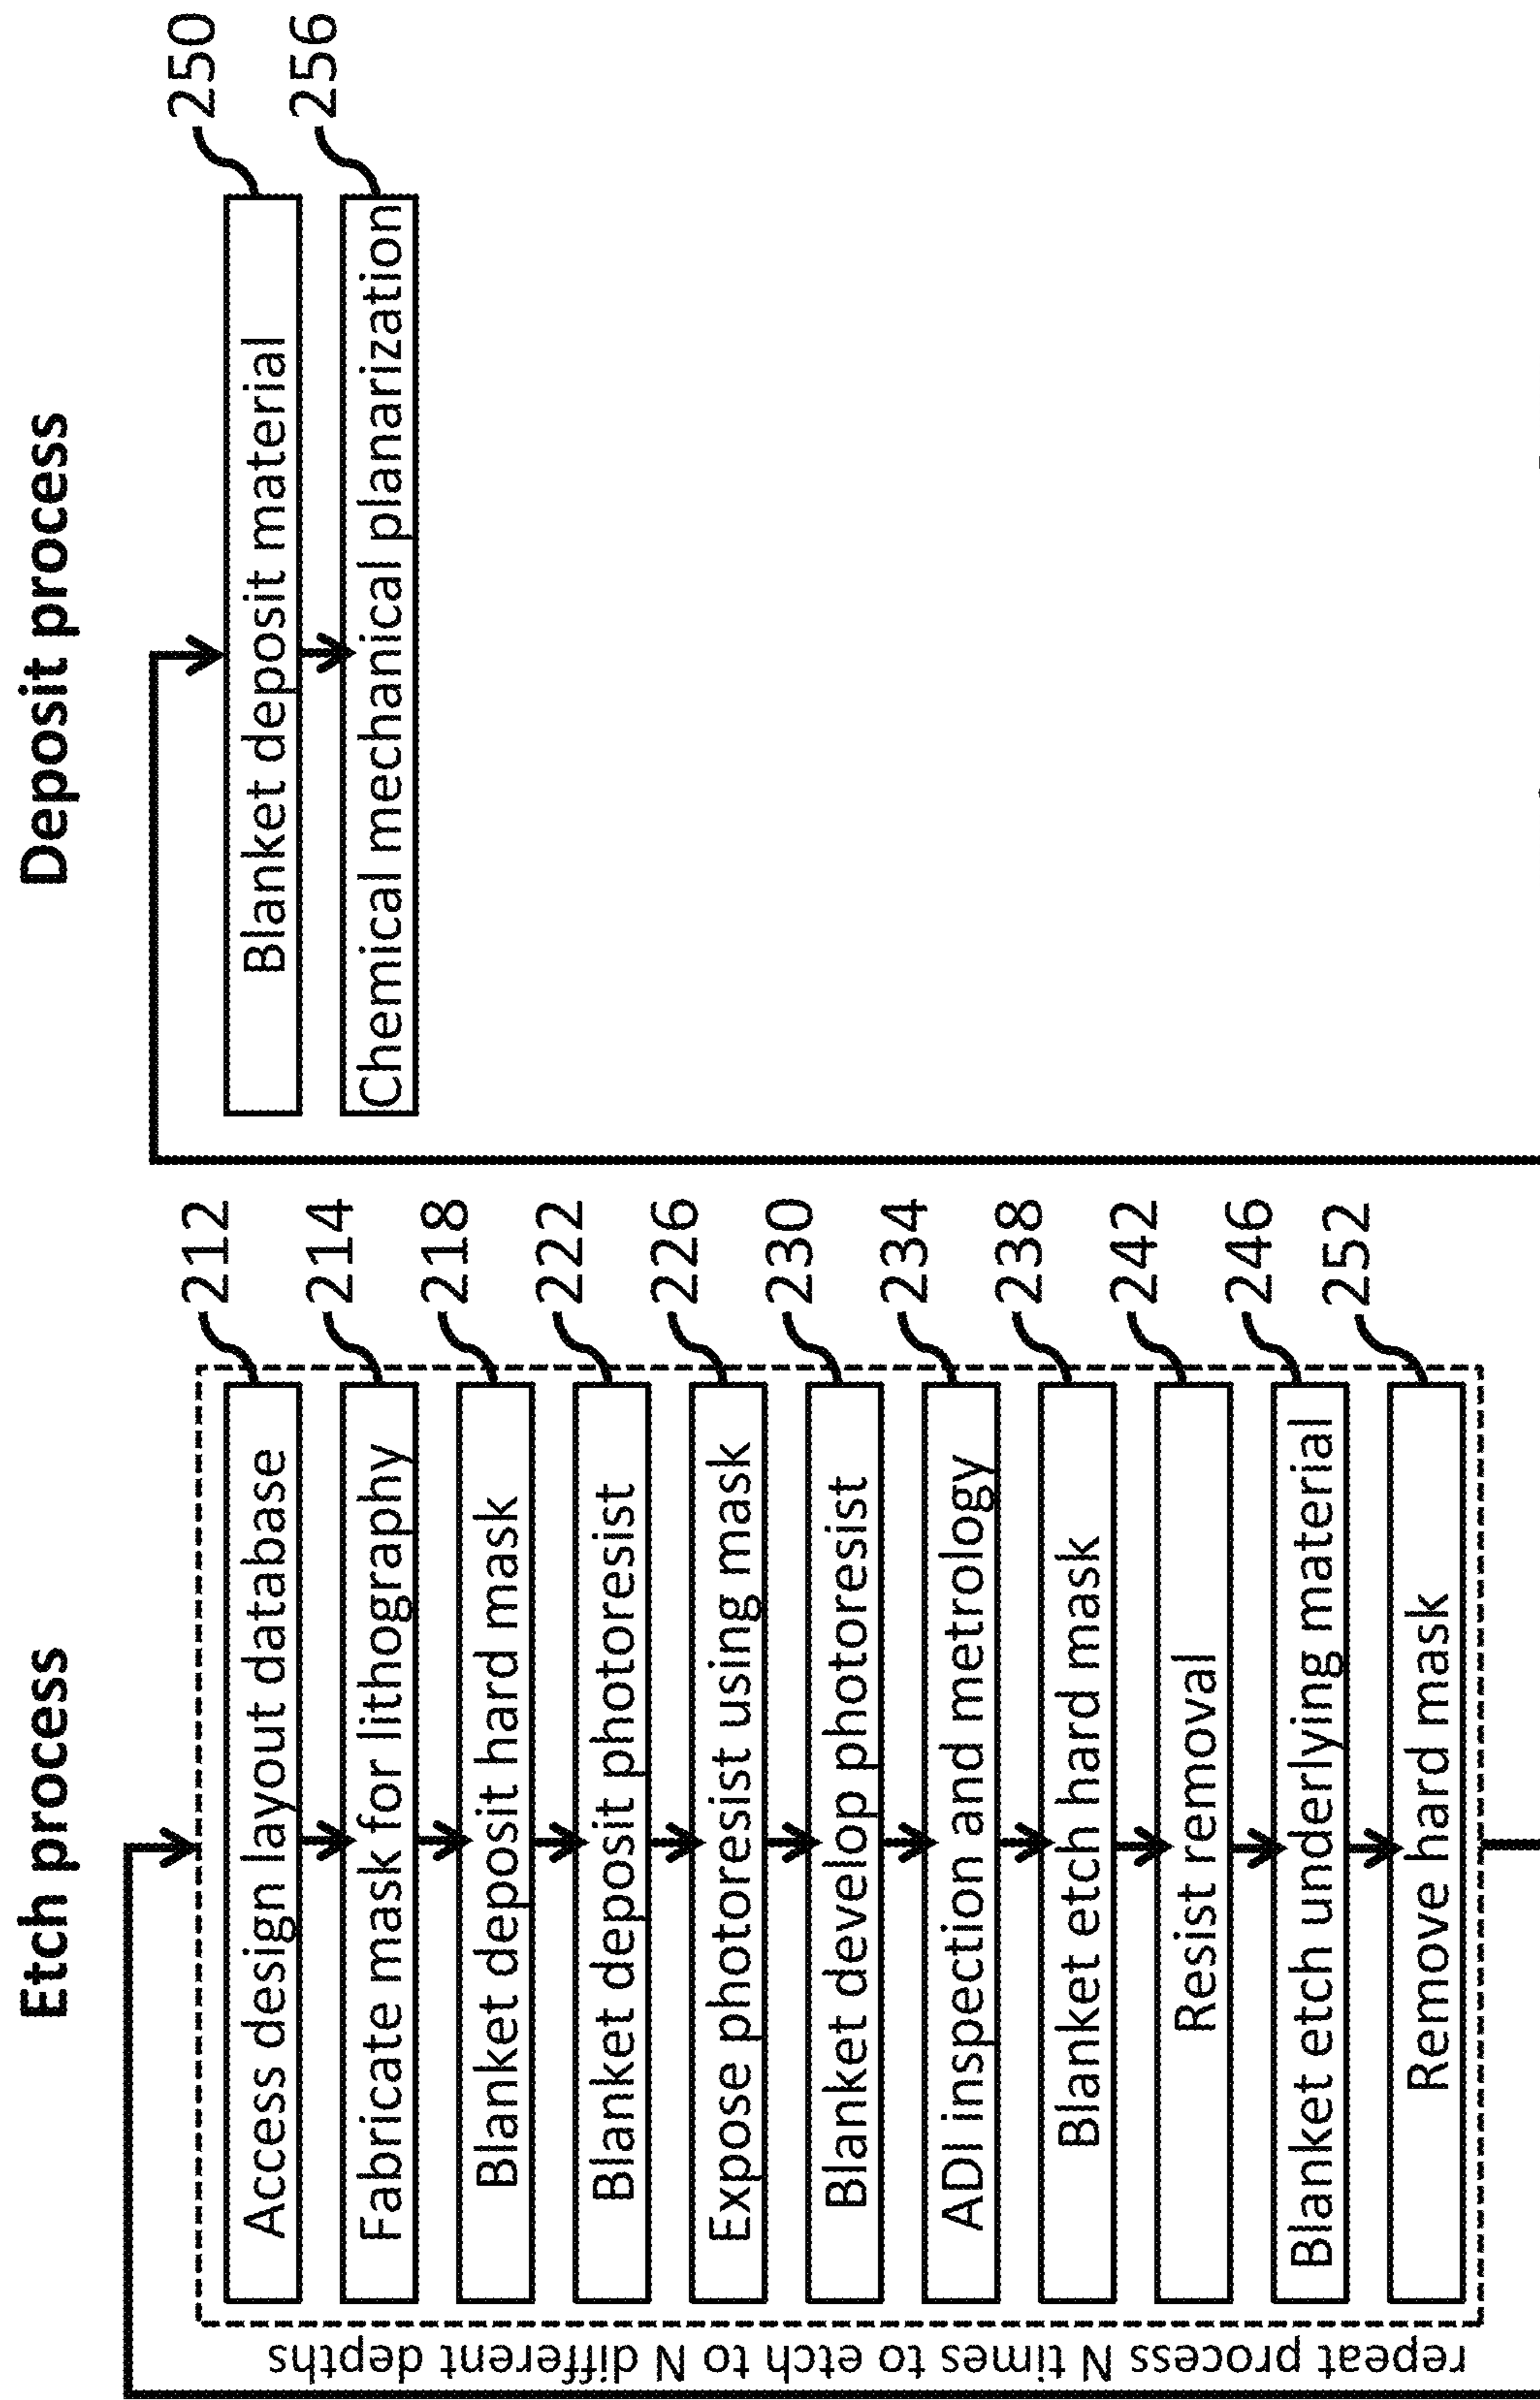 Etch process
Access design layout database
212
Fabricate mask for lithography
214
Blanket deposit hard mask
218
Blanket deposit photoresist
222
Expose photoresist using mask
226
Blanket develop photoresist
230
ADI inspection and metrology
234
Blanket etch hard mask
238
Resist removal
242
Blanket etch underlying material
246
Remove hard mask
252
repeat process N times to etch to N different depths
Deposit process
Blanket deposit material
250
Chemical mechanical planarization
256